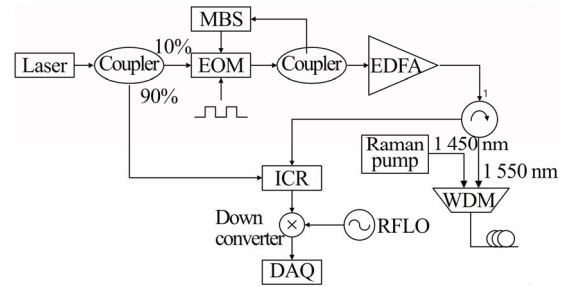 MBS
10%
Laser
Coupler
EOM
Coupler
EDFA
90%
1
Raman
pump
1 450 nm
1 550 nm
ICR
WDM
Down
converter
RFLO
DAQ